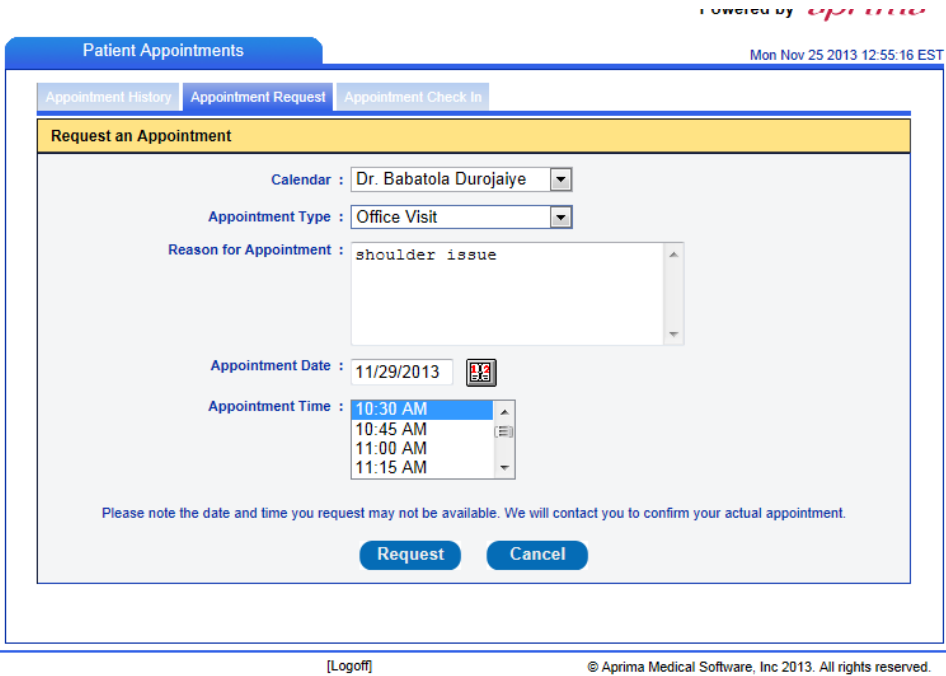 Powered by aprima
Patient Appointments
Mon Nov 25 2013 12:55:16 EST
Appointment History Appointment Request Appointment Check In
Request an Appointment
Calendar : Dr. Babatola Durojaiye
Appointment Type : Office Visit
Reason for Appointment : shoulder issue
Appointment Date : 11/29/2013
Appointment Time : 10:30 AM
10:45 AM
11:00 AM
11:15 AM
Please note the date and time you request may not be available. We will contact you to confirm your actual appointment.
Request Cancel
[Logoff] © Aprima Medical Software, Inc 2013. All rights reserved.